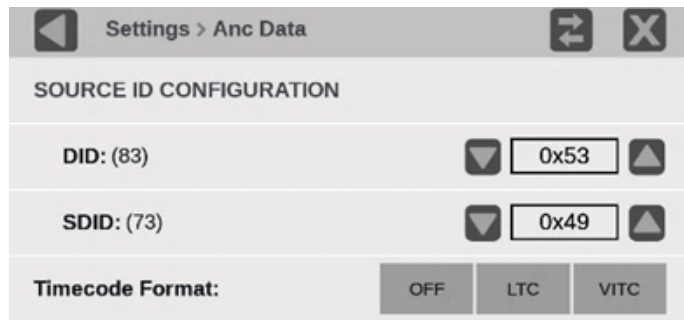 Settings > Anc Data
SOURCE ID CONFIGURATION
DID: (83) 0x53
SDID: (73) 0x49
Timecode Format: OFF LTC VITC